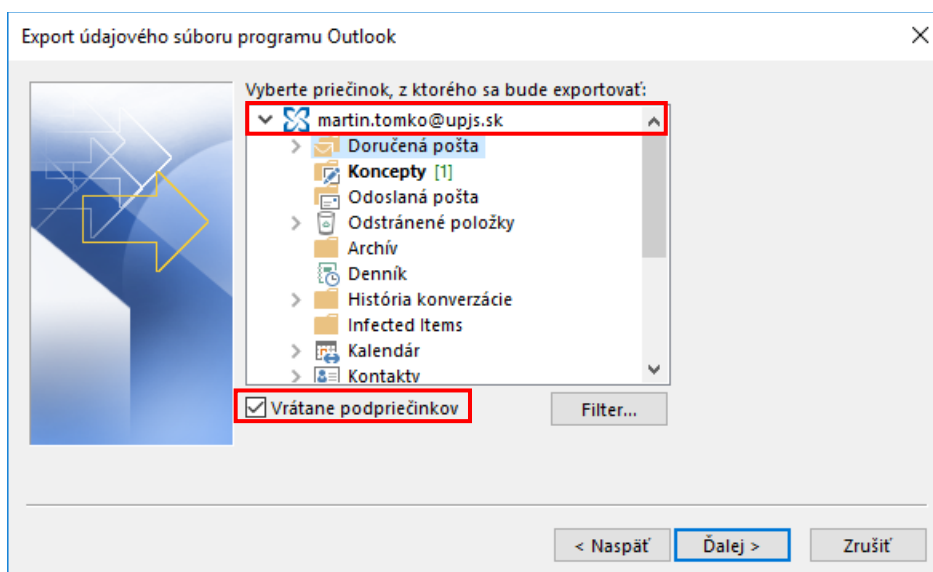 Export údajového súboru programu Outlook
Vyberte priečinok, z ktorého sa bude exportovať:
martin.tomko@upjs.sk
Doručená pošta
Koncepty [1]
Odoslaná pošta
Odstránené položky
Archív
Denník
História konverzácie
Infected Items
Kalendár
Kontakty
Vrátane podpriečinkov
Filter...
< Naspäť
Ďalej >
Zrušiť